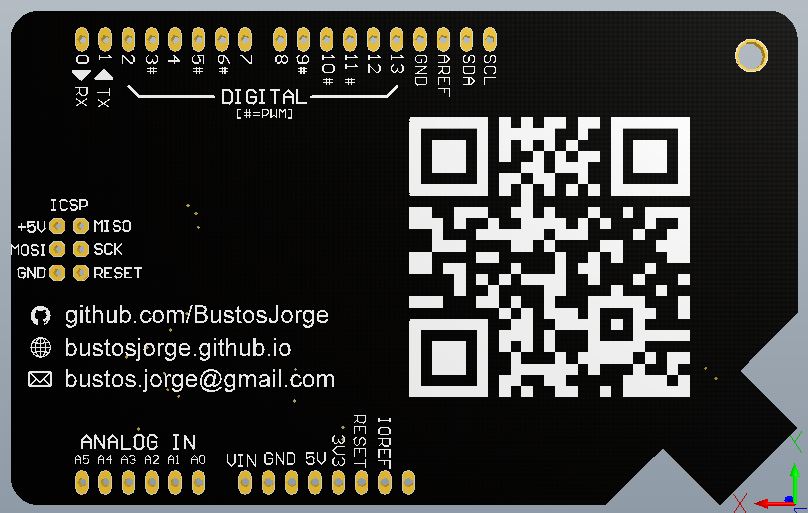 0 1 2 3# 4 5# 6# 7 8 9# 10# 11# 12 13 GND AREF SDA SCL
RX TX
DIGITAL
[#=PWM]
ICSP
+5V MISO
MOSI SCK
GND RESET
github.com/BustosJorge
bustosjorge.github.io
bustos.jorge@gmail.com
ANALOG IN
A5 A4 A3 A2 A1 A0
VIN GND 5V 3V3 RESET IOREF
X Y